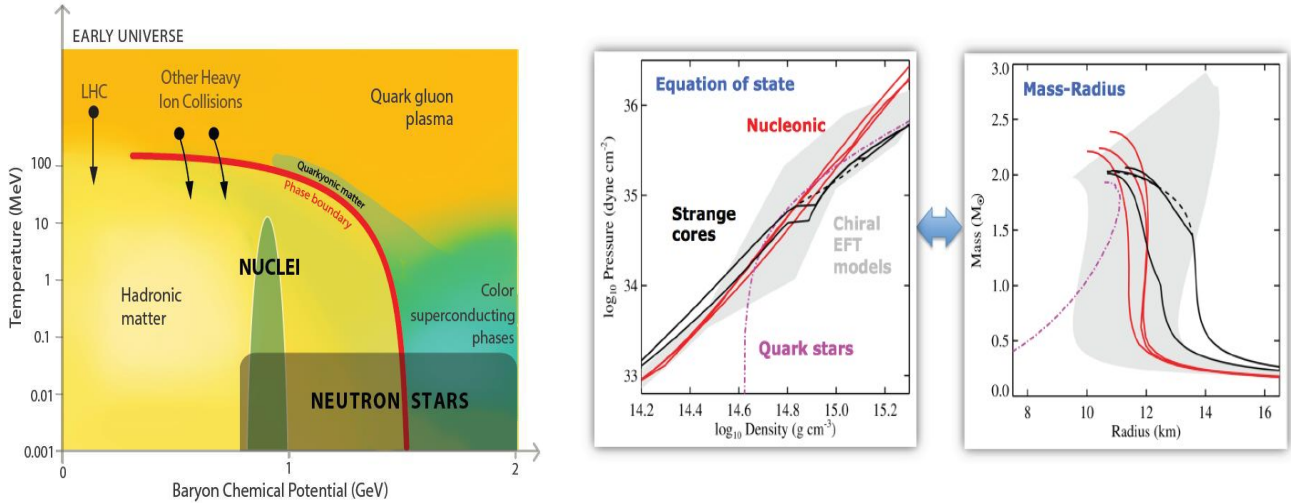 EARLY UNIVERSE
LHC
Other Heavy
Ion Collisions
Quark gluon
plasma
Quarkyonic matter
Phase boundary
NUCLEI
Hadronic
matter
Color
superconducting
phases
NEUTRON STARS
Temperature (MeV)
100
10
1
0.1
0.01
0.001
0
1
2
Baryon Chemical Potential (GeV)
Equation of state
Nucleonic
Strange
cores
Chiral
EFT
models
Quark stars
log₁₀ Pressure (dyne cm⁻²)
36
35
34
33
14.2
14.4
14.6
14.8
15.0
15.2
log₁₀ Density (g cm⁻³)
Mass-Radius
Mass (M☉)
3.0
2.5
2.0
1.5
1.0
0.5
0.0
8
10
12
14
16
Radius (km)